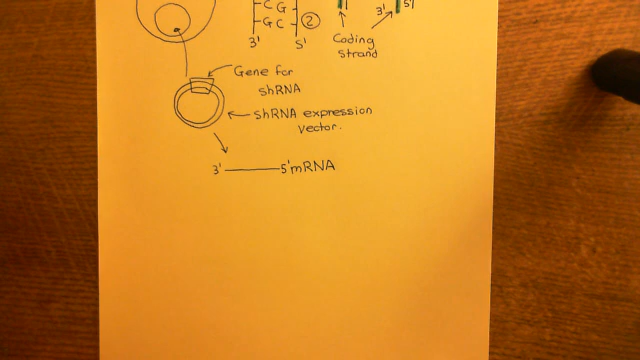 C G
G C
②
3'
5'
3'
5'
Coding
strand
Gene for
shRNA
shRNA expression
vector.
3' 5' mRNA